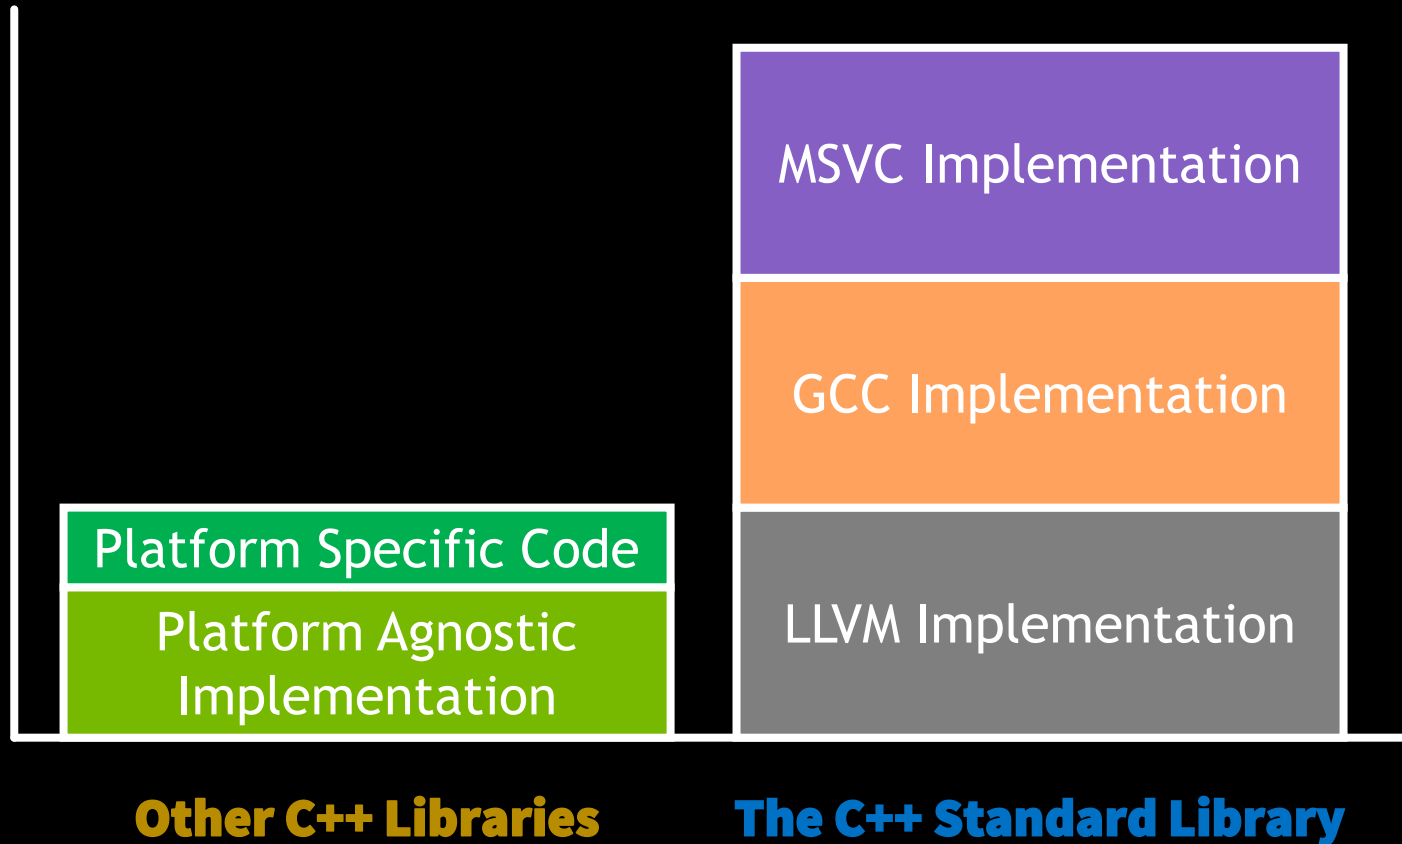 MSVC Implementation
GCC Implementation
Platform Specific Code
Platform Agnostic
Implementation
LLVM Implementation
Other C++ Libraries
The C++ Standard Library